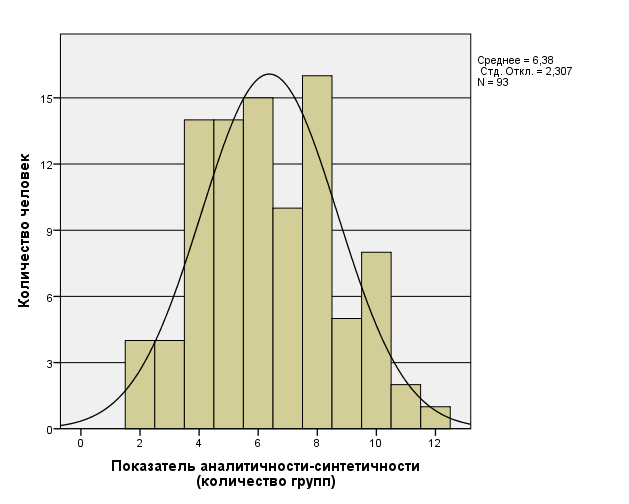 Среднее = 6,38
Стд. Откл. = 2,307
N = 93
Количество человек
15
12
9
6
3
0
0 2 4 6 8 10 12
Показатель аналитичности-синтетичности
(количество групп)